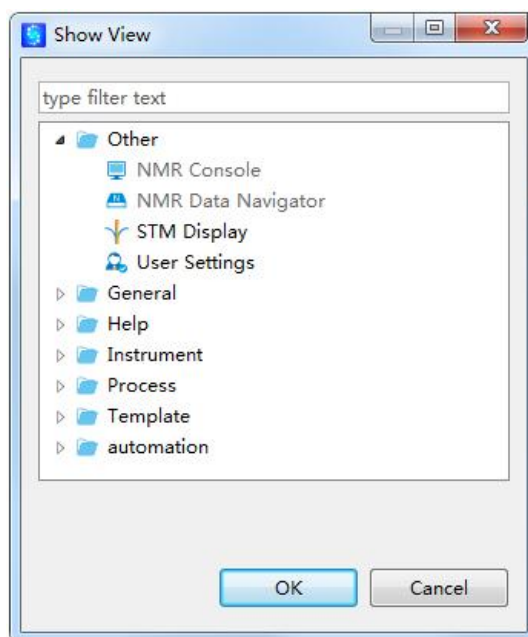 Show View
type filter text
Other
NMR Console
NMR Data Navigator
STM Display
User Settings
General
Help
Instrument
Process
Template
automation
OK
Cancel